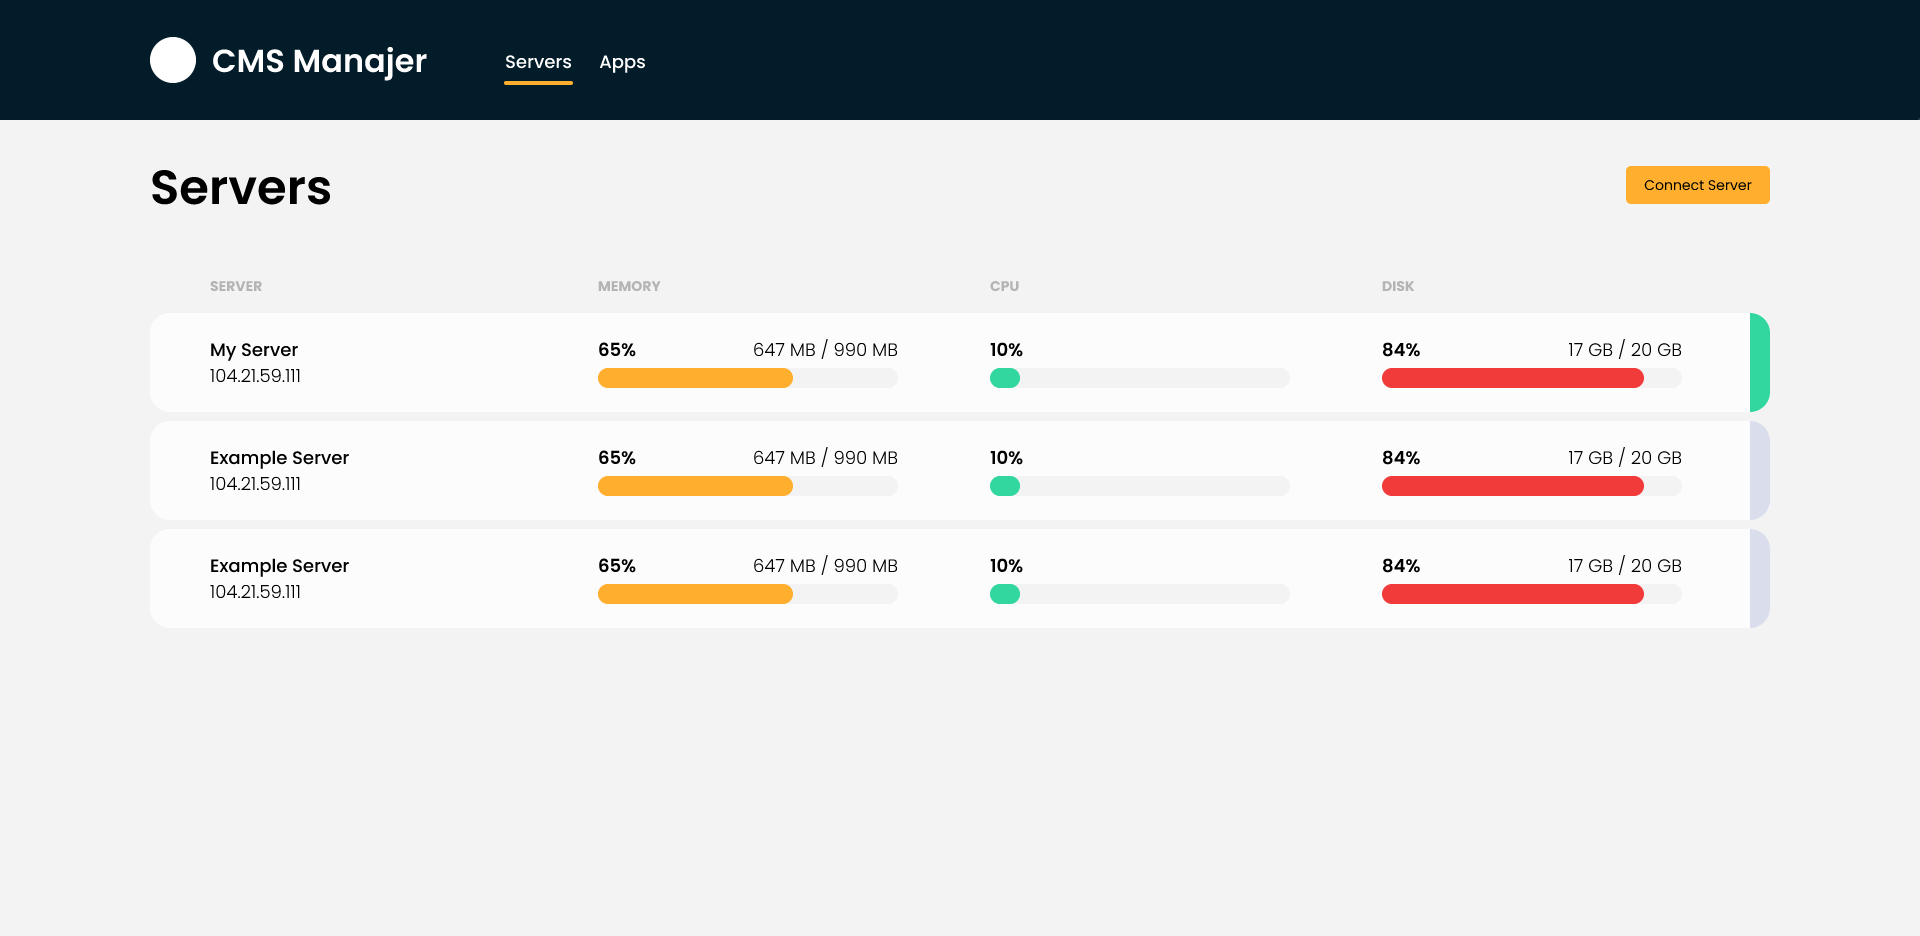 CMS Manajer
Servers Apps
Servers
Connect Server
SERVER MEMORY CPU DISK
My Server 65% 647 MB / 990 MB 10% 84% 17 GB / 20 GB
104.21.59.111
Example Server 65% 647 MB / 990 MB 10% 84% 17 GB / 20 GB
104.21.59.111
Example Server 65% 647 MB / 990 MB 10% 84% 17 GB / 20 GB
104.21.59.111